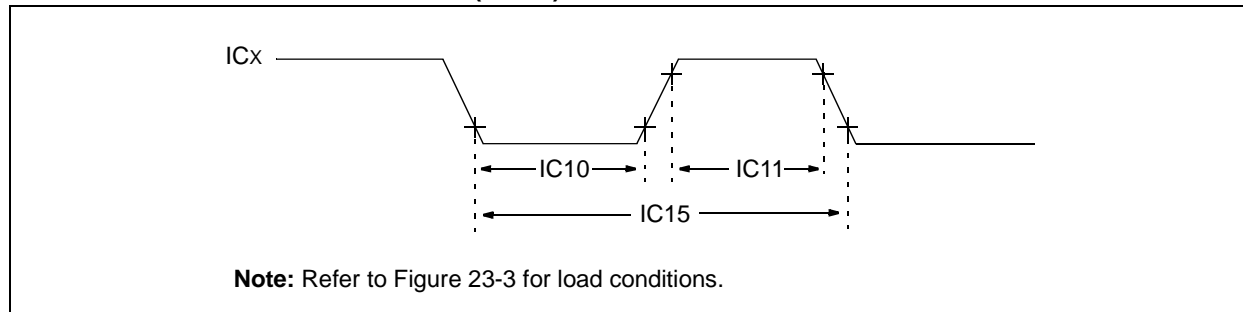 ICX
IC10
IC11
IC15
Note: Refer to Figure 23-3 for load conditions.